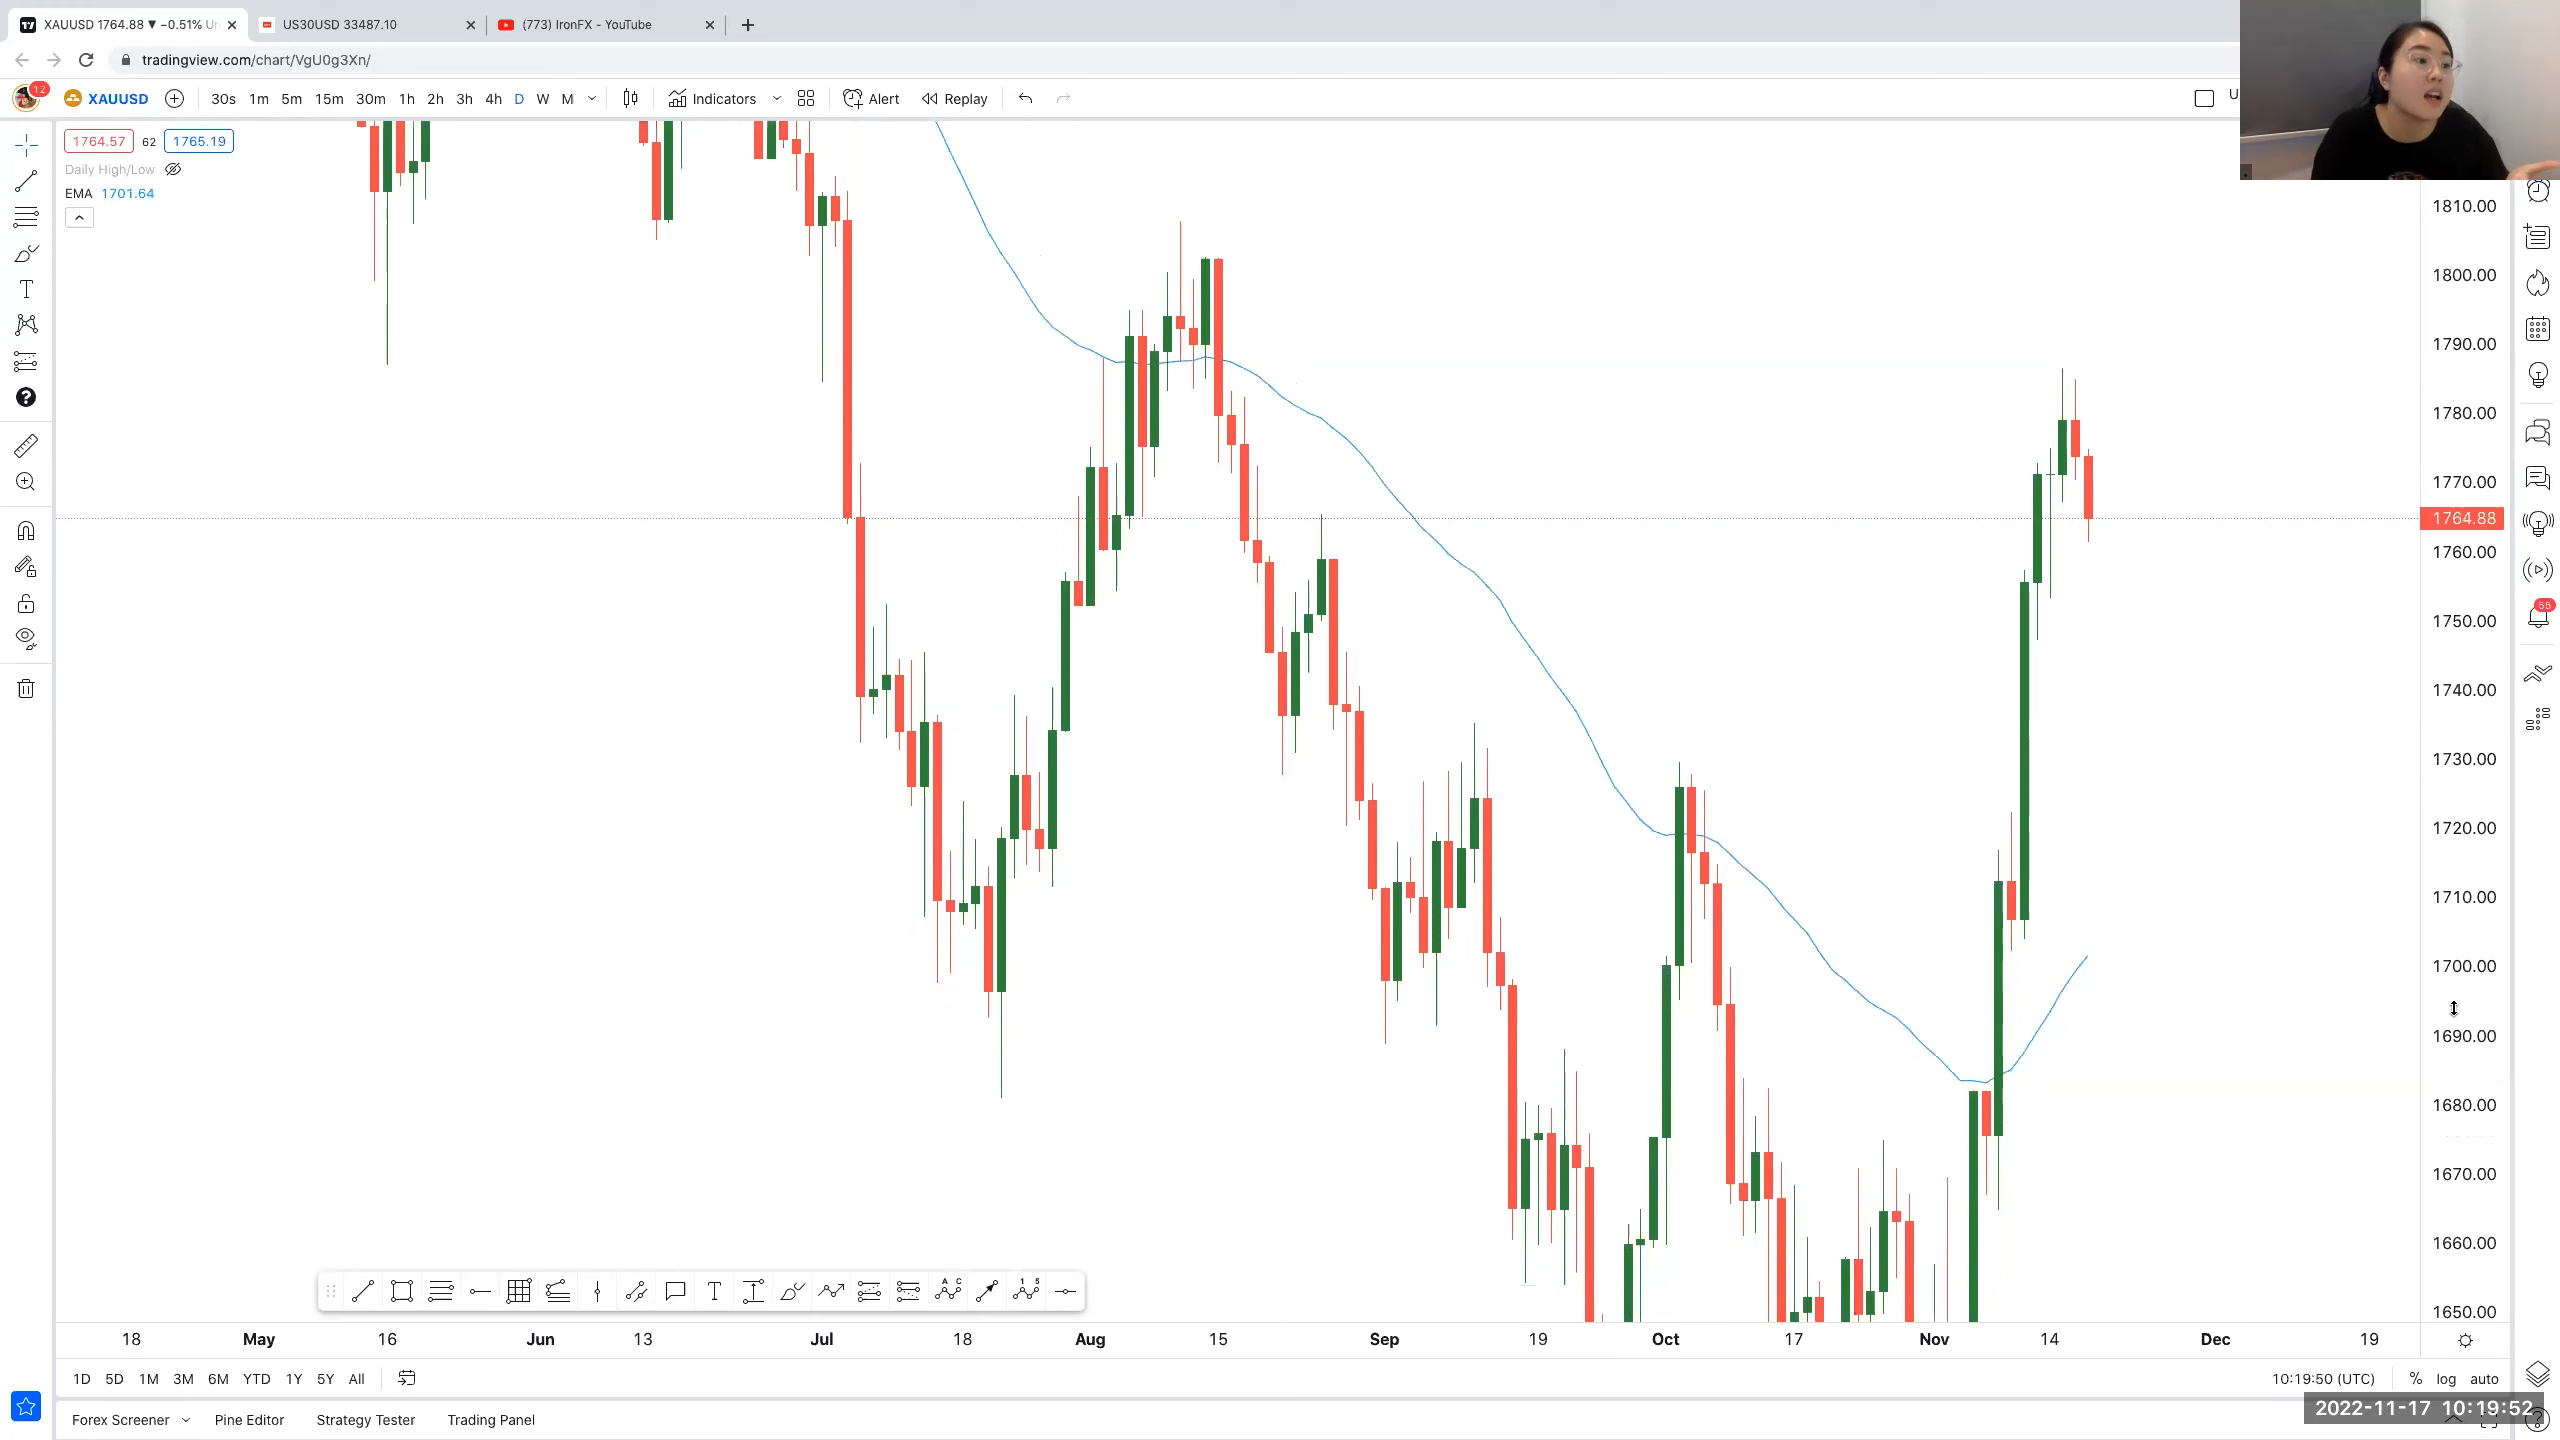 XAUUSD 1764.88 ▼ −0.51% Un
US30USD 33487.10
(773) IronFX - YouTube
tradingview.com/chart/VgU0g3Xn/
12
XAUUSD
30s 1m 5m 15m 30m 1h 2h 3h 4h D W M
Indicators
Alert
Replay
U
1764.57 62 1765.19
Daily High/Low
EMA 1701.64
1810.00
1800.00
1790.00
1780.00
1770.00
1764.88
1760.00
1750.00
1740.00
1730.00
1720.00
1710.00
1700.00
1690.00
1680.00
1670.00
1660.00
1650.00
55
T
T
A C
1 5
18 May 16 Jun 13 Jul 18 Aug 15 Sep 19 Oct 17 Nov 14 Dec 19
1D 5D 1M 3M 6M YTD 1Y 5Y All
10:19:50 (UTC) % log auto
Forex Screener Pine Editor Strategy Tester Trading Panel
2022-11-17 10:19:52